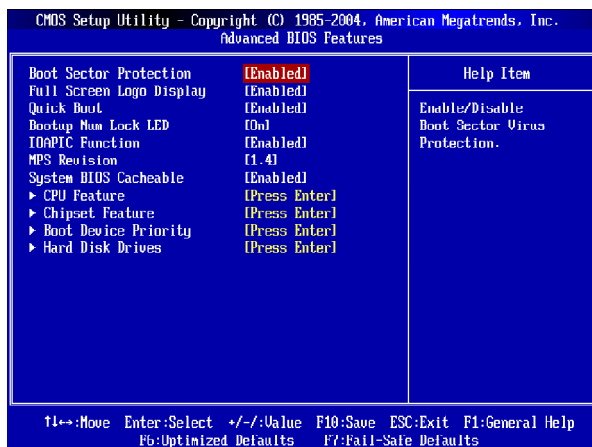 CMOS Setup Utility - Copyright (C) 1985-2004, American Megatrends, Inc.
Advanced BIOS Features
Boot Sector Protection [Enabled]
Full Screen Logo Display [Enabled]
Quick Boot [Enabled]
Bootup Num Lock LED [On]
IOAPIC Function [Enabled]
MPS Revision [1.4]
System BIOS Cacheable [Enabled]
► CPU Feature [Press Enter]
► Chipset Feature [Press Enter]
► Boot Device Priority [Press Enter]
► Hard Disk Drives [Press Enter]
Help Item
Enable/Disable
Boot Sector Virus
Protection.
↑↓↔:Move Enter:Select +/-/:Value F10:Save ESC:Exit F1:General Help
F6:Optimized Defaults F7:Fail-Safe Defaults